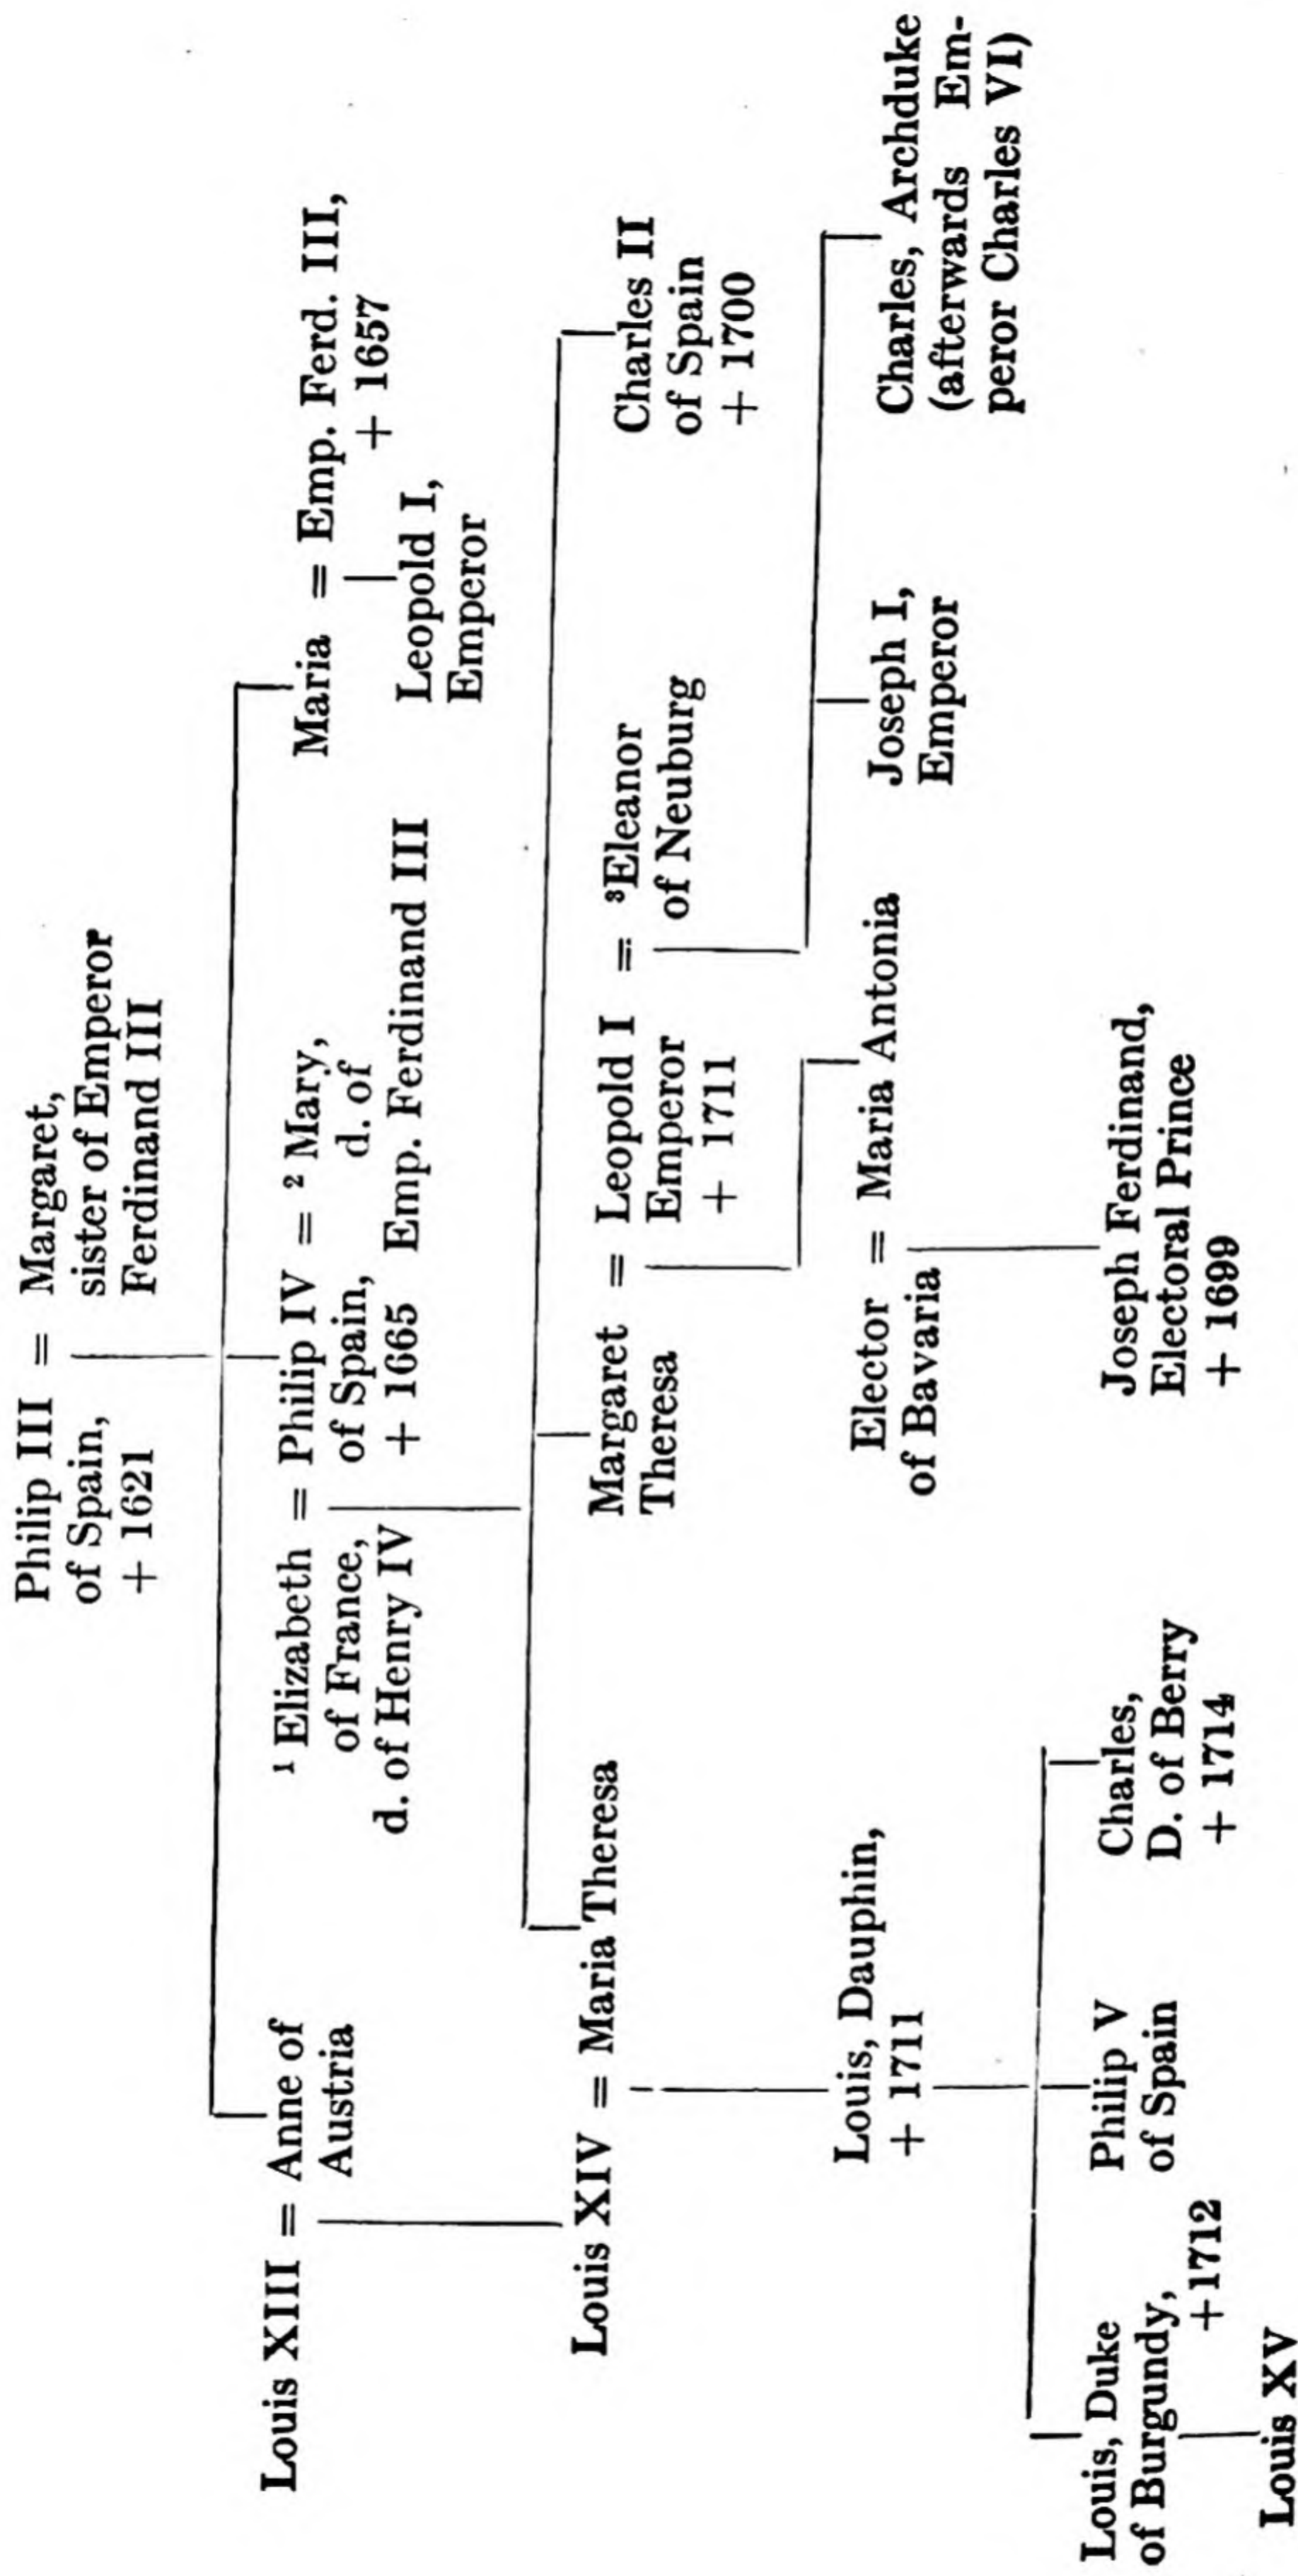 Philip III = Margaret,
of Spain, sister of Emperor
+ 1621 Ferdinand III
Louis XIII = Anne of
Austria
¹ Elizabeth = Philip IV = ² Mary,
of France, of Spain, d. of
d. of Henry IV + 1665 Emp. Ferdinand III
Maria = Emp. Ferd. III,
+ 1657
Leopold I,
Emperor
Louis XIV = Maria Theresa
Margaret = Leopold I = ³Eleanor
Theresa Emperor of Neuburg
+ 1711
Charles II
of Spain
+ 1700
Louis, Dauphin,
+ 1711
Elector = Maria Antonia
of Bavaria
Joseph I,
Emperor
Charles, Archduke
(afterwards Em-
peror Charles VI)
Louis, Duke
of Burgundy,
+1712
Philip V
of Spain
Charles,
D. of Berry
+ 1714
Joseph Ferdinand,
Electoral Prince
+ 1699
Louis XV